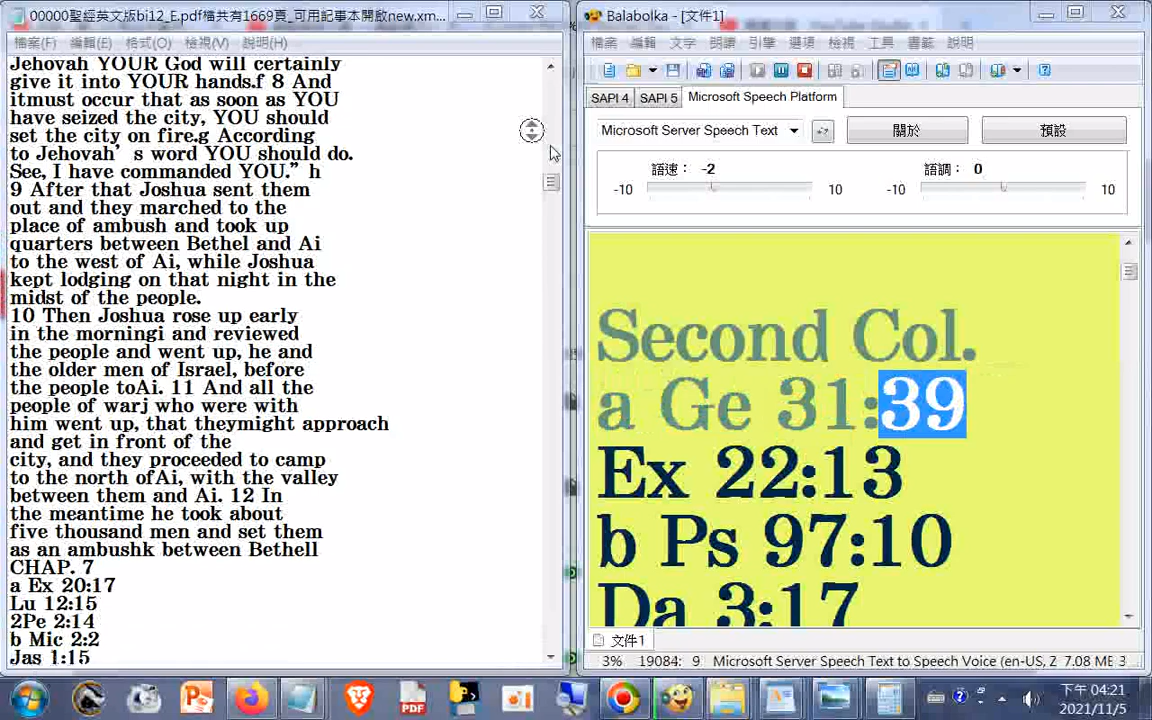 00000聖經英文版bi12_E.pdf檔共有1669頁_可用記事本開啟new.xm...
檔案(F) 編輯(E) 格式(O) 檢視(V) 說明(H)
Jehovah YOUR God will certainly
give it into YOUR hands.f 8 And
itmust occur that as soon as YOU
have seized the city, YOU should
set the city on fire.g According
to Jehovah’s word YOU should do.
See, I have commanded YOU.” h
9 After that Joshua sent them
out and they marched to the
place of ambush and took up
quarters between Bethel and Ai
to the west of Ai, while Joshua
kept lodging on that night in the
midst of the people.
10 Then Joshua rose up early
in the morningi and reviewed
the people and went up, he and
the older men of Israel, before
the people toAi. 11 And all the
people of warj who were with
him went up, that theymight approach
and get in front of the
city, and they proceeded to camp
to the north ofAi, with the valley
between them and Ai. 12 In
the meantime he took about
five thousand men and set them
as an ambushk between Bethell
CHAP. 7
a Ex 20:17
Lu 12:15
2Pe 2:14
b Mic 2:2
Jas 1:15
Balabolka - [文件1]
檔案 編輯 文字 朗讀 引擎 選項 檢視 工具 書籤 說明
SAPI 4 SAPI 5 Microsoft Speech Platform
Microsoft Server Speech Text 關於 預設
語速： -2 語調： 0
-10 10 -10 10
Second Col.
a Ge 31:39
Ex 22:13
b Ps 97:10
Da 3:17
文件1
3% 19084: 9 Microsoft Server Speech Text to Speech Voice (en-US, 2 7.08 ME 3
下午 04:21
2021/11/5